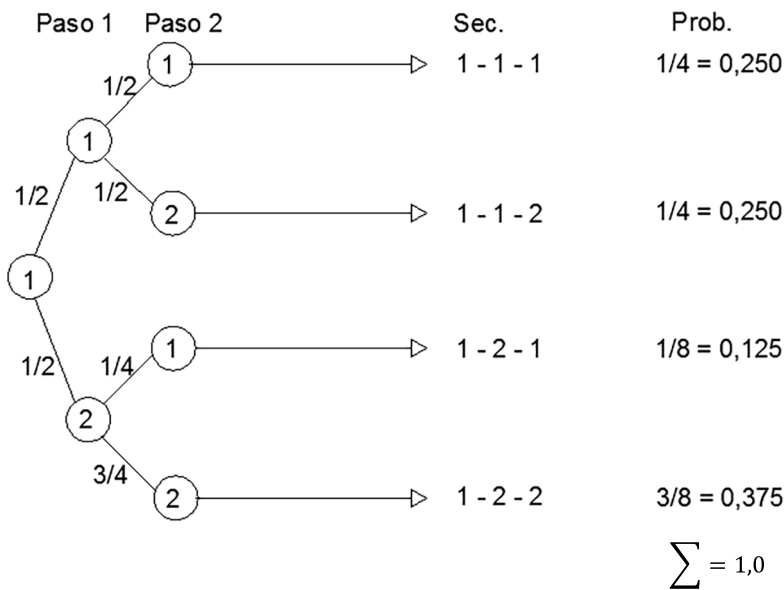 Paso 1 Paso 2 Sec. Prob.
1 1 - 1 - 1 1/4 = 0,250
1/2
1
1/2 1/2
2 1 - 1 - 2 1/4 = 0,250
1
1 1 - 2 - 1 1/8 = 0,125
1/2 1/4
2
3/4
2 1 - 2 - 2 3/8 = 0,375
∑ = 1,0